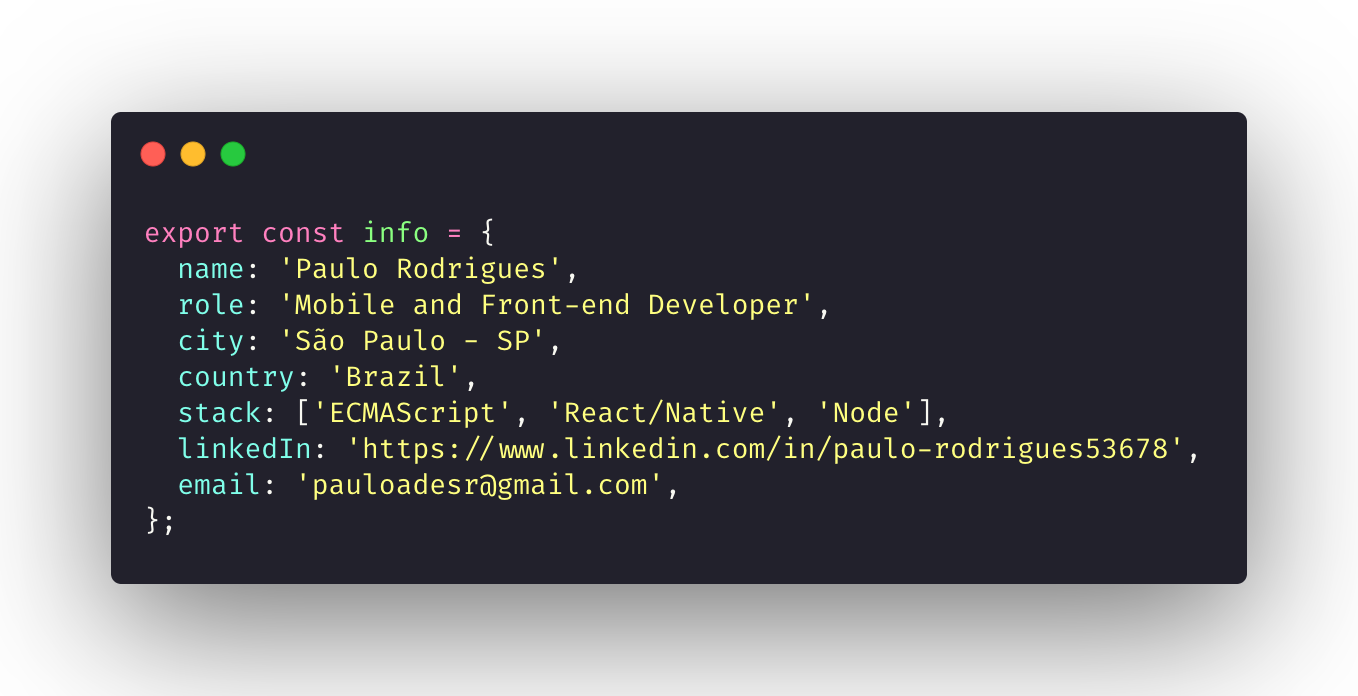 export const info = {
  name: 'Paulo Rodrigues',
  role: 'Mobile and Front-end Developer',
  city: 'São Paulo - SP',
  country: 'Brazil',
  stack: ['ECMAScript', 'React/Native', 'Node'],
  linkedIn: 'https://www.linkedin.com/in/paulo-rodrigues53678',
  email: 'pauloadesr@gmail.com',
};